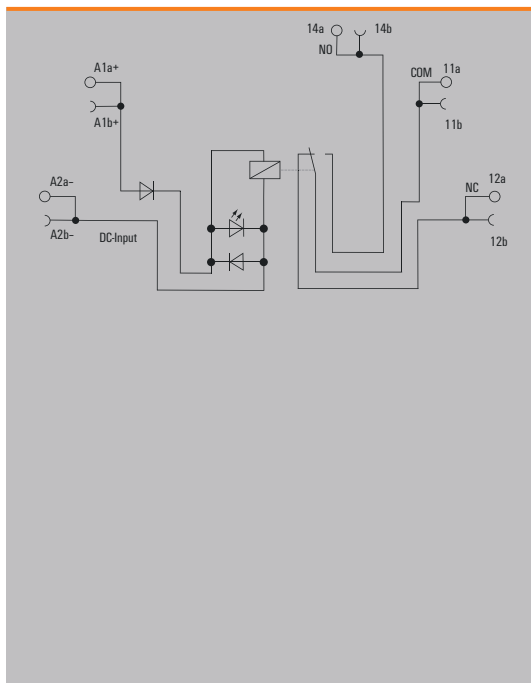 14a
14b
NO
A1a+
COM
11a
A1b+
11b
A2a–
12a
NC
A2b–
DC-Input
12b